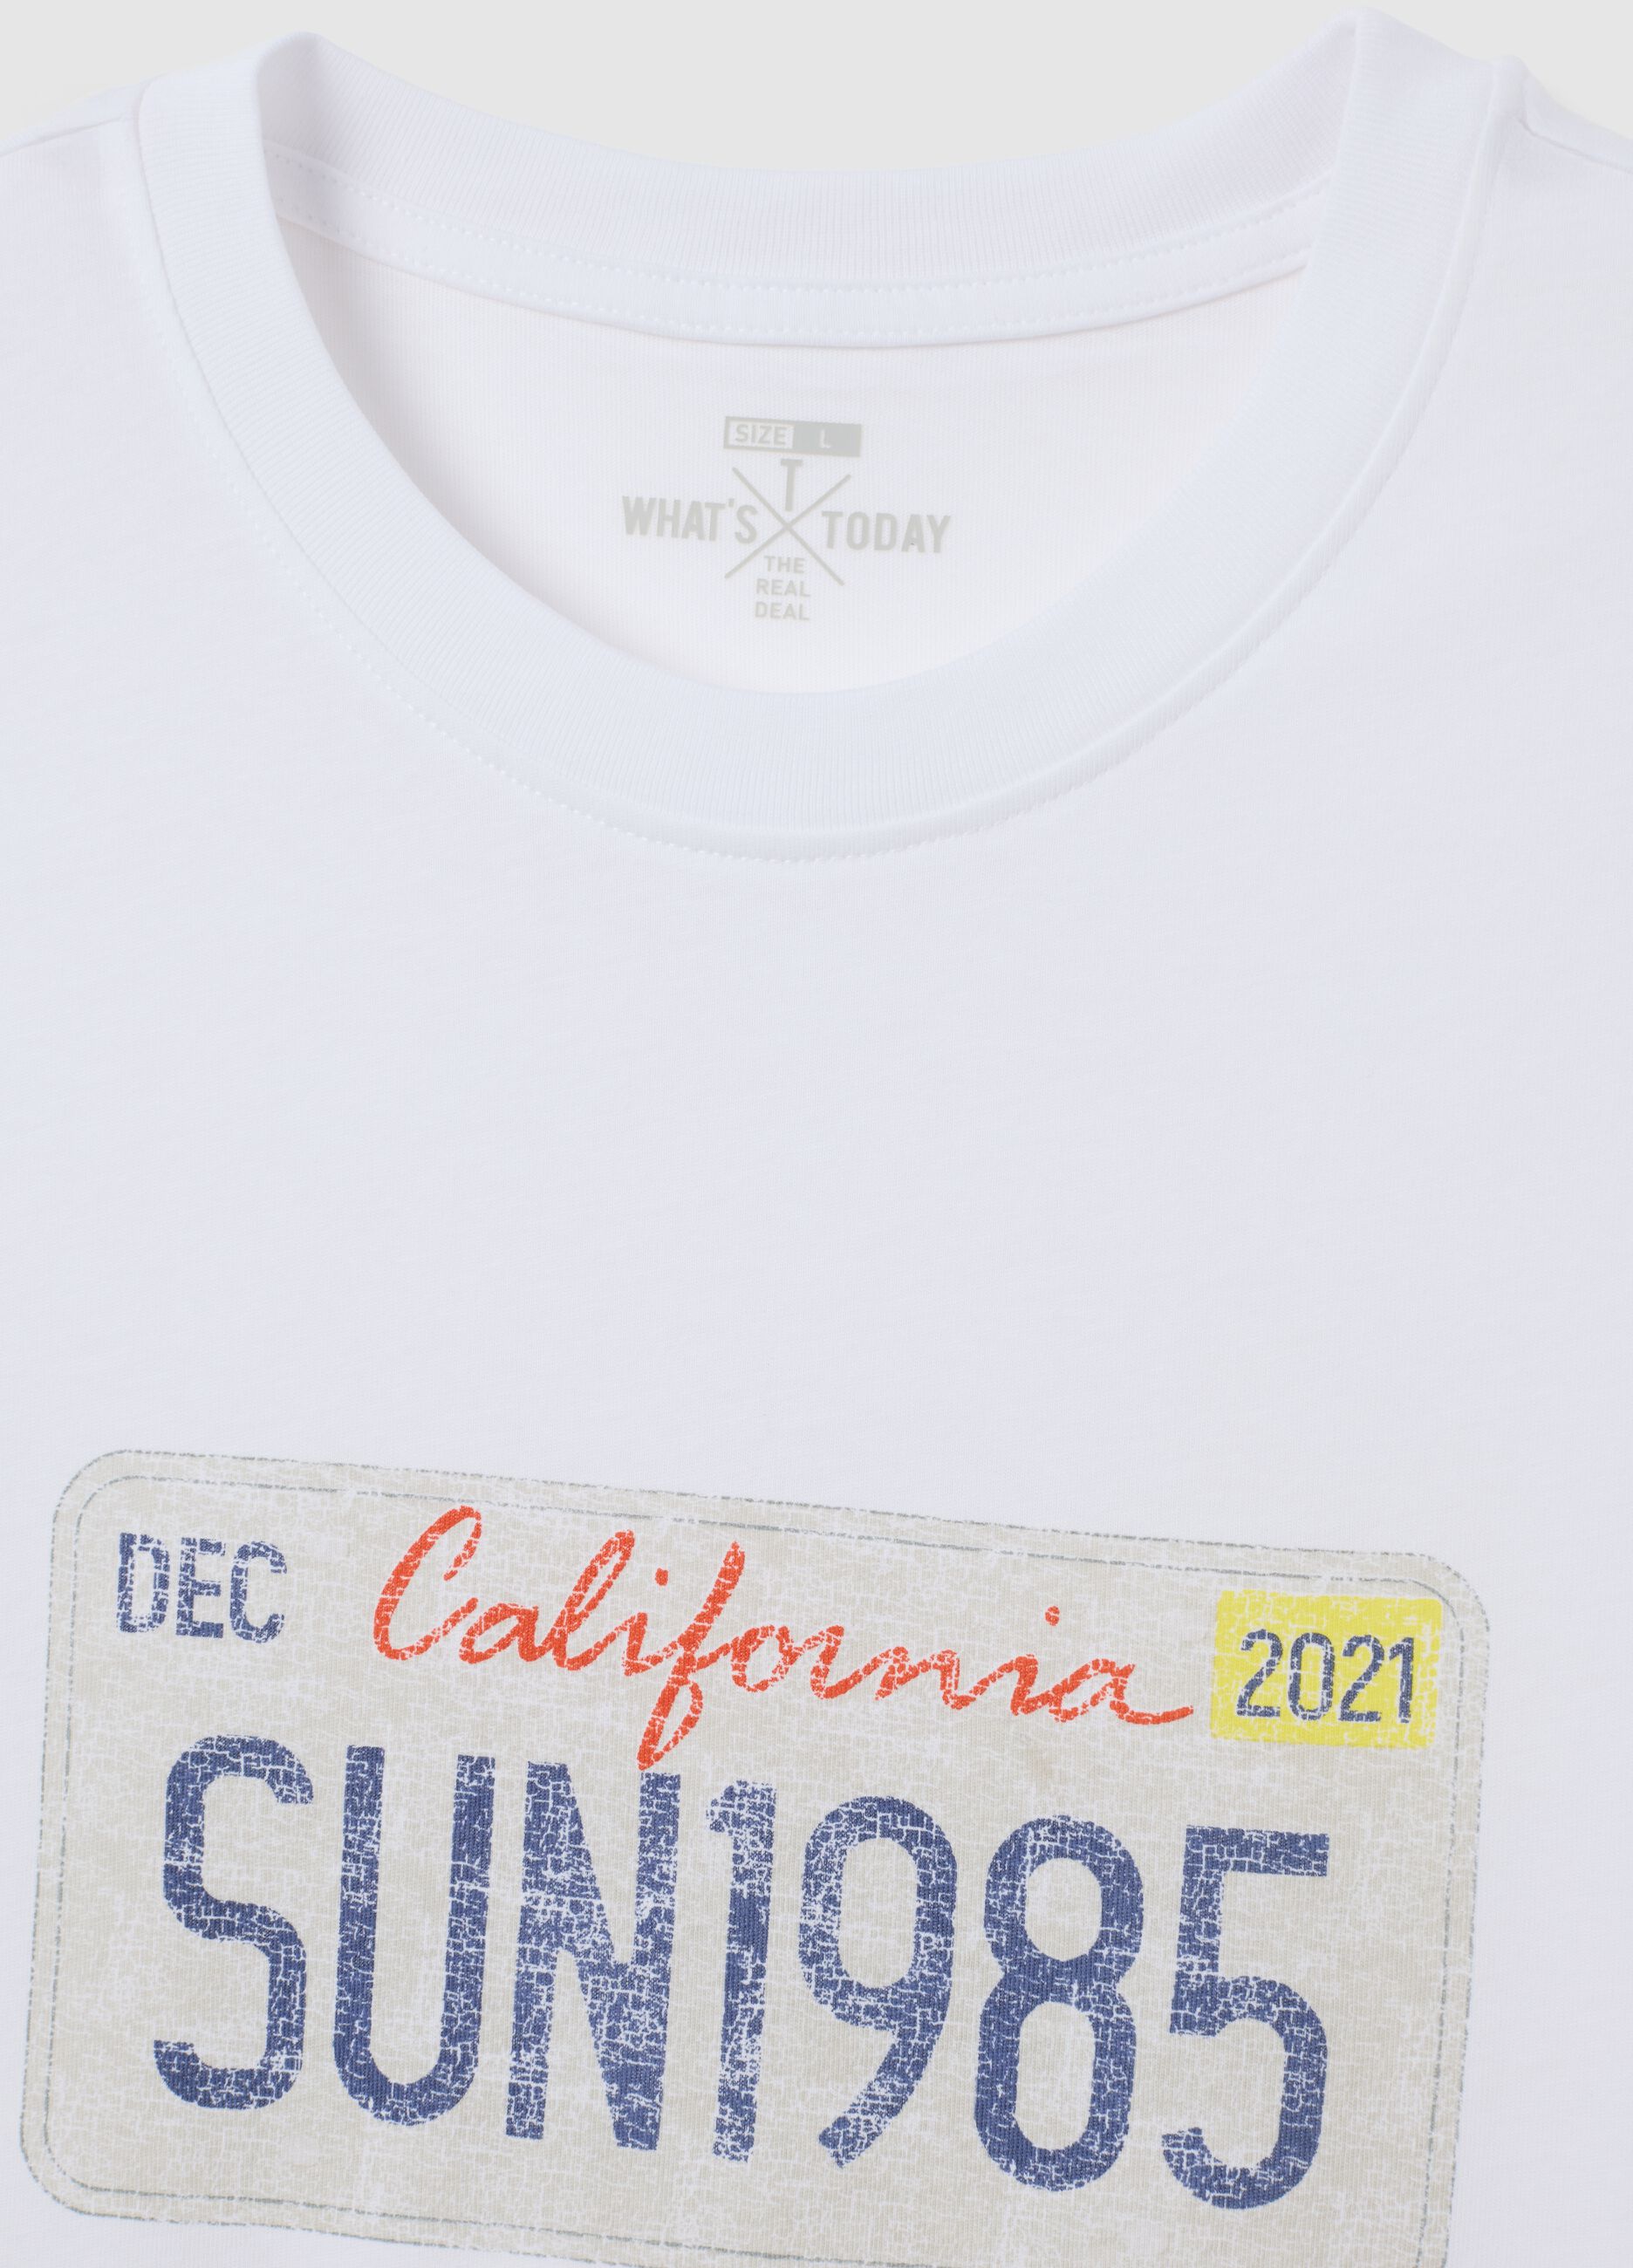 SIZE L
T
WHAT'S TODAY
THE
REAL
DEAL
DEC California 2021
SUN1985